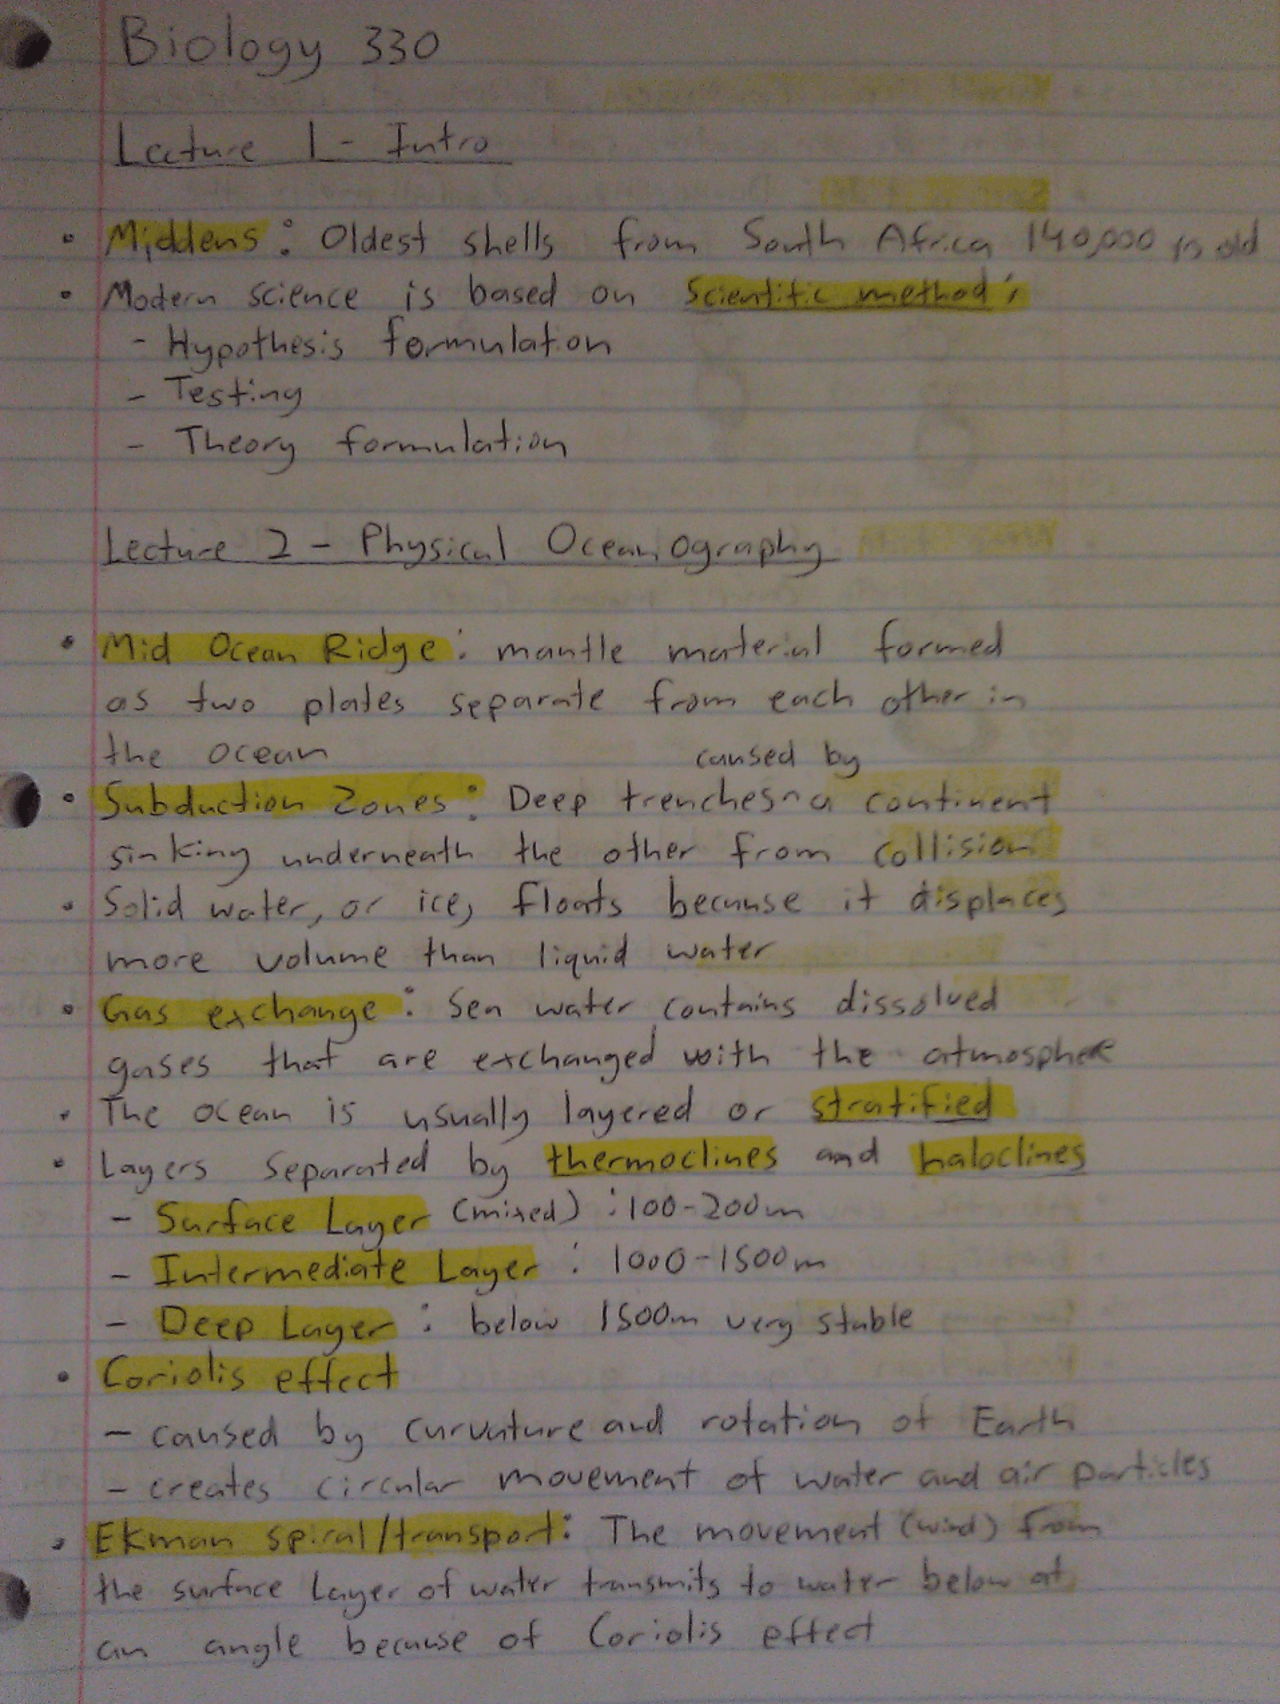 Biology 330
Lecture 1 - Intro
• Middens: Oldest shells from South Africa 140,000 yrs old
• Modern science is based on scientific method:
- Hypothesis formulation
- Testing
- Theory formulation
Lecture 2 - Physical Oceanography
• Mid Ocean Ridge: mantle material formed
as two plates separate from each other in
the ocean
caused by
• Subduction Zones: Deep trenches ^ a continent
sinking underneath the other from collision
• Solid water, or ice, floats because it displaces
more volume than liquid water
• Gas exchange: Sea water contains dissolved
gases that are exchanged with the atmosphere
• The ocean is usually layered or stratified
• Layers separated by thermoclines and haloclines
- Surface Layer (mixed): 100-200m
- Intermediate Layer: 1000-1500m
- Deep Layer: below 1500m very stable
• Coriolis effect
- caused by curvature and rotation of Earth
- creates circular movement of water and air particles
• Ekman spiral/transport: The movement (wind) from
the surface Layer of water transmits to water below at
an angle because of Coriolis effect